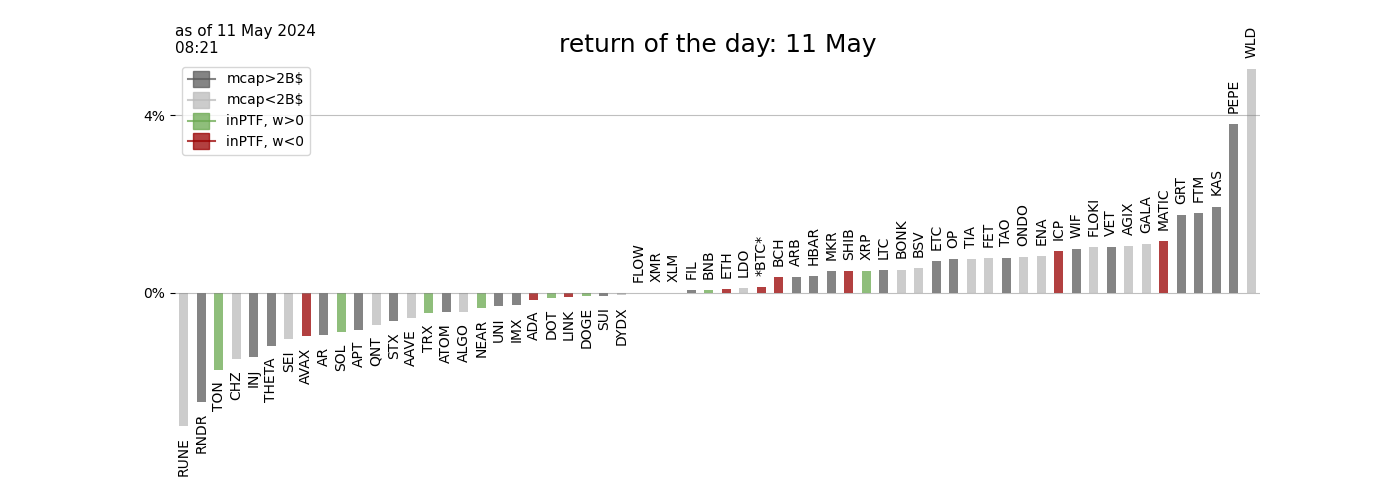 as of 11 May 2024
08:21
return of the day: 11 May
mcap>2B$
mcap<2B$
inPTF, w>0
inPTF, w<0
4%
0%
RUNE
RNDR
TON
CHZ
INJ
THETA
SEI
AVAX
AR
SOL
APT
QNT
STX
AAVE
TRX
ATOM
ALGO
NEAR
UNI
IMX
ADA
DOT
LINK
DOGE
SUI
DYDX
FLOW
XMR
XLM
FIL
BNB
ETH
LDO
*BTC*
BCH
ARB
HBAR
MKR
SHIB
XRP
LTC
BONK
BSV
ETC
OP
TIA
FET
TAO
ONDO
ENA
ICP
WIF
FLOKI
VET
AGIX
GALA
MATIC
GRT
FTM
KAS
PEPE
WLD